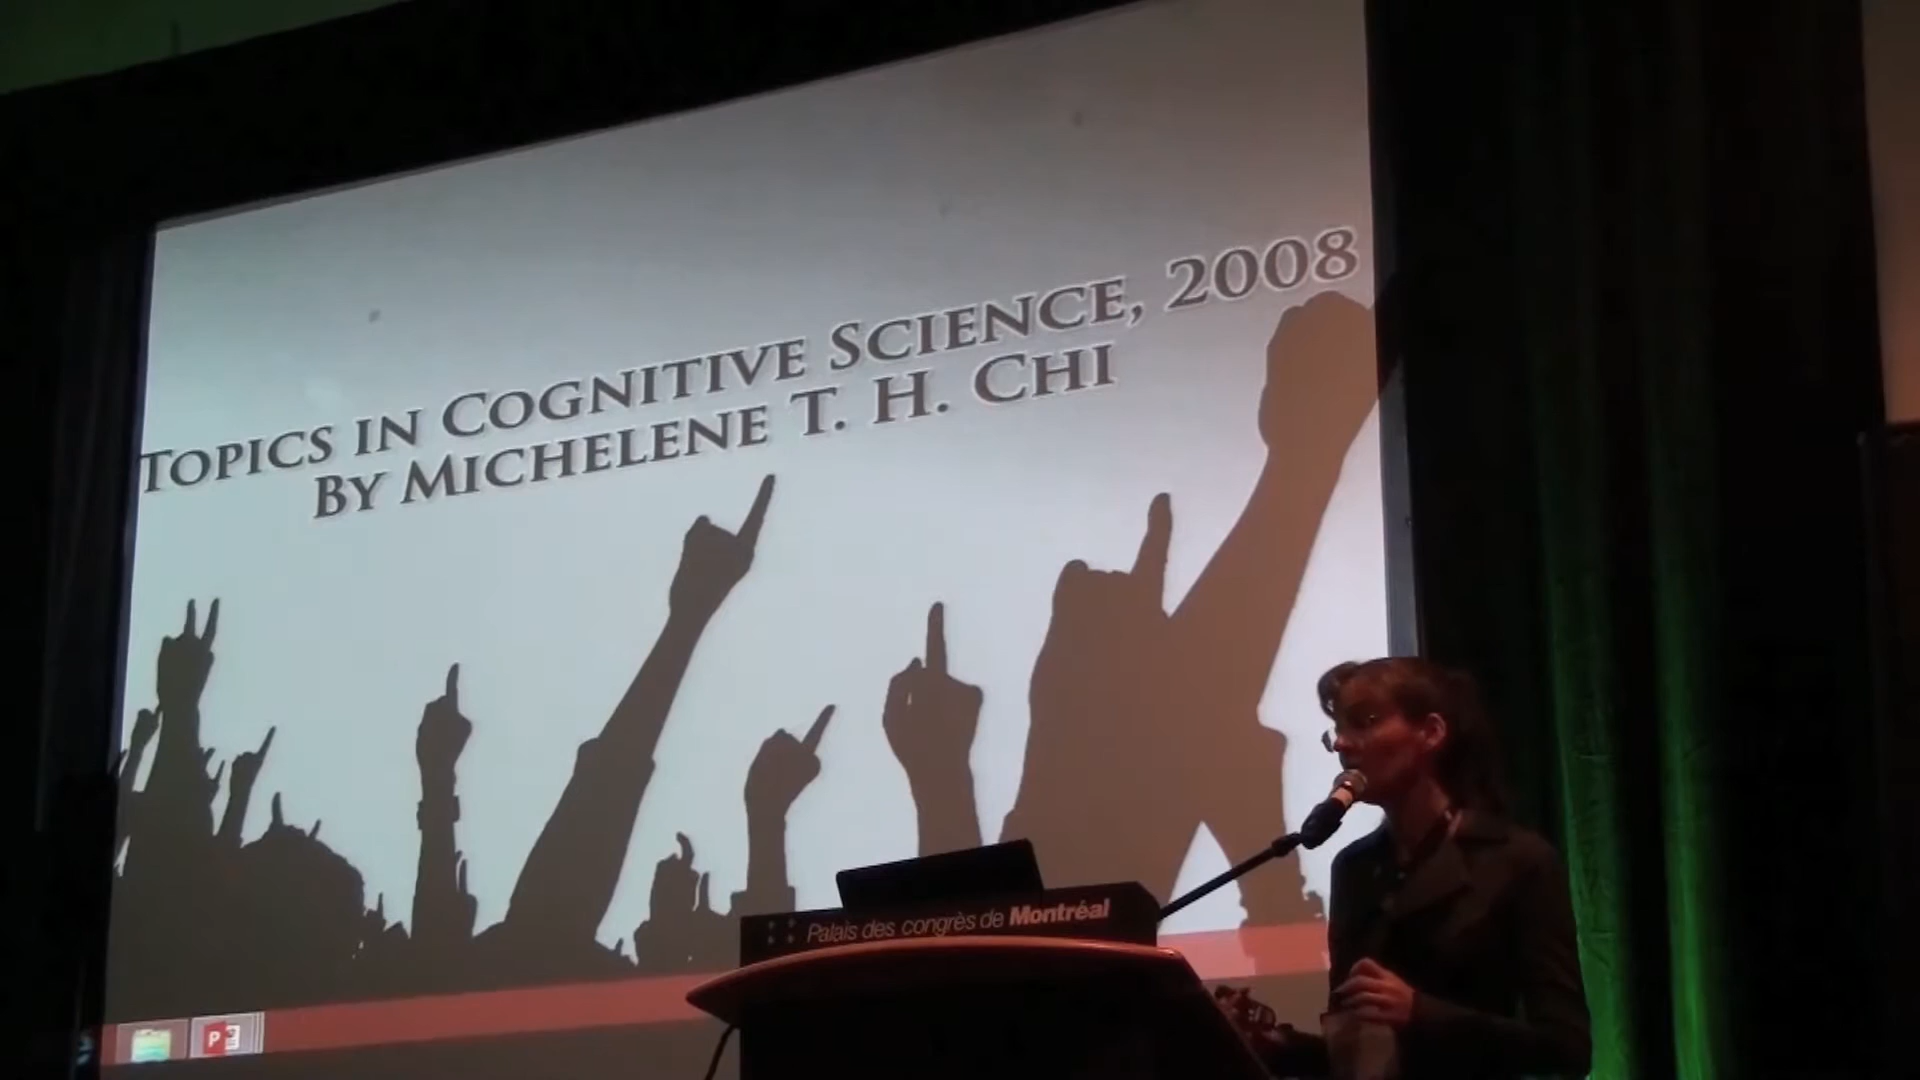 Topics in Cognitive Science, 2008
By Michelene T. H. Chi
Palais des congrès de Montréal
P